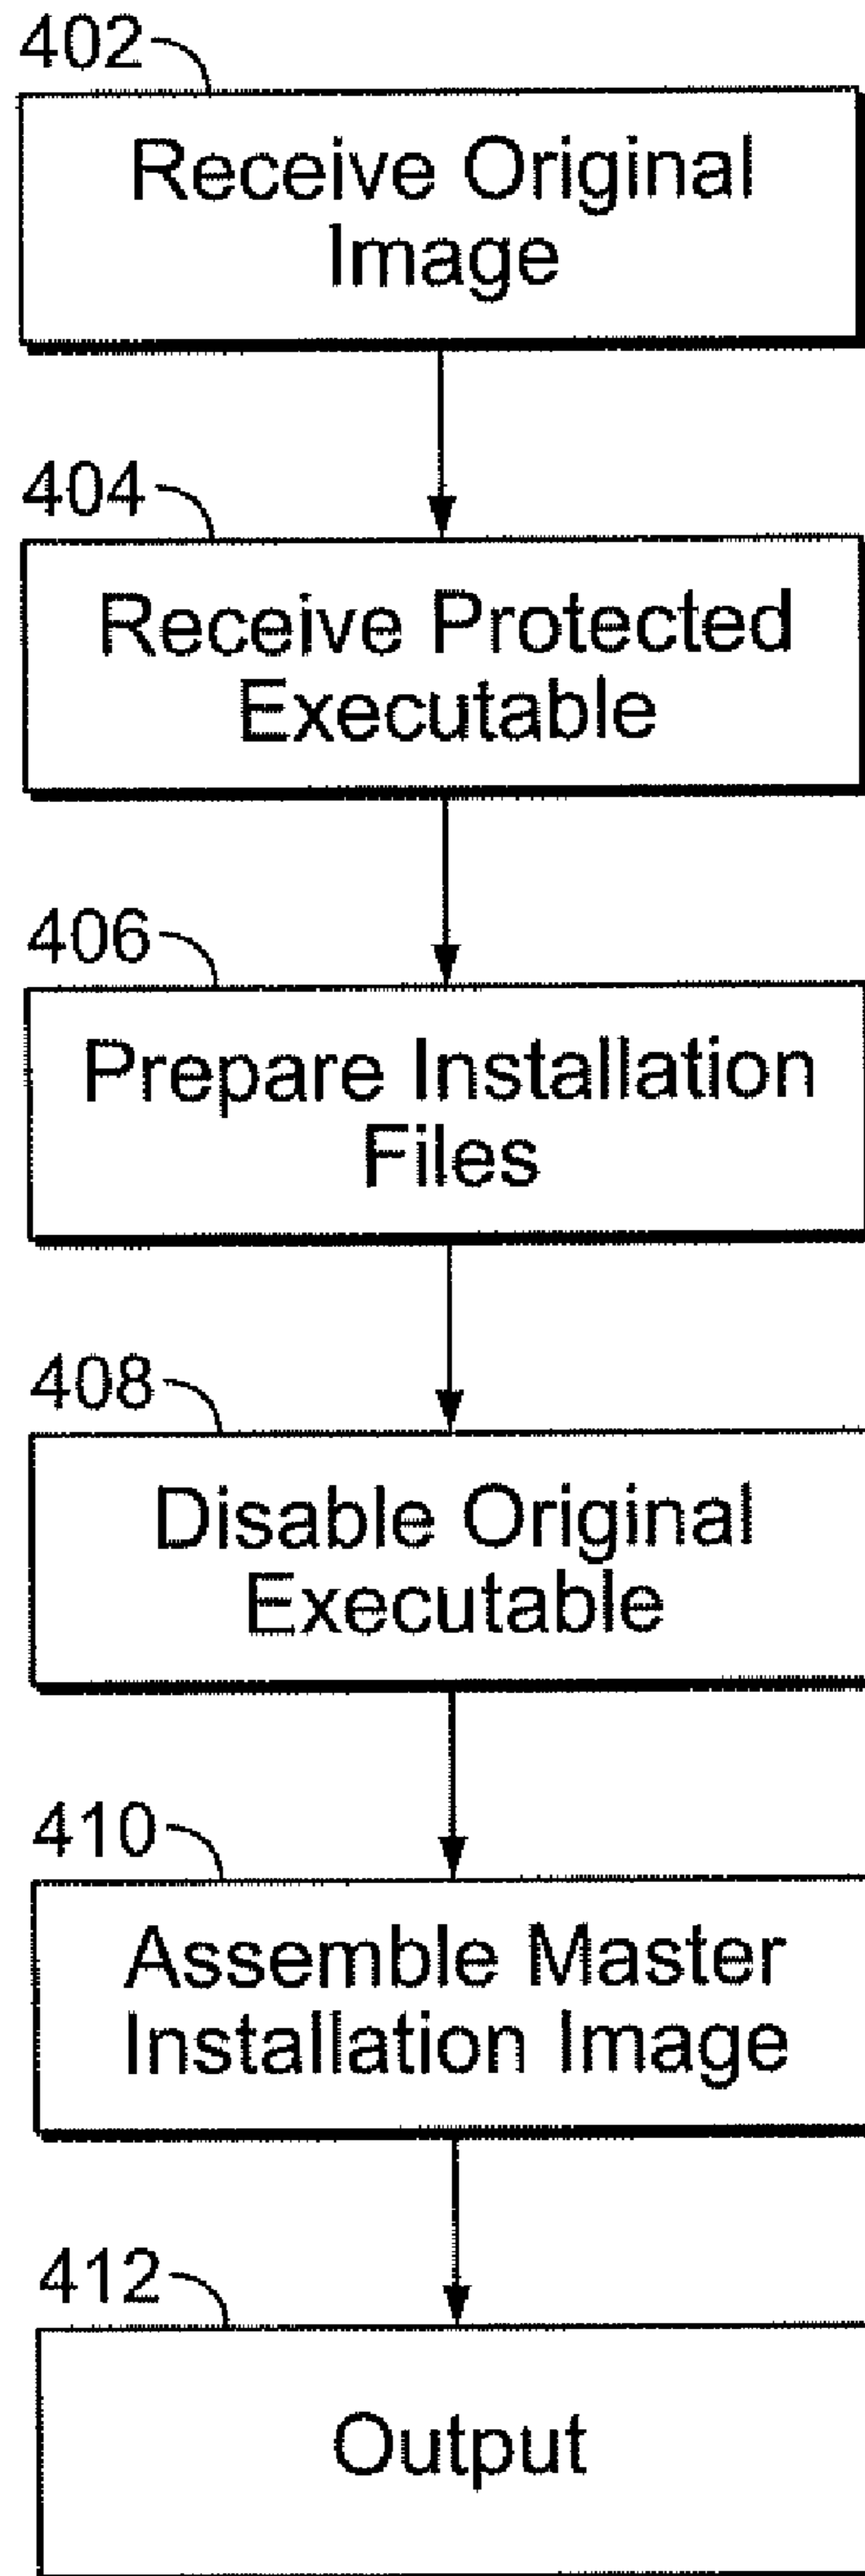 402
Receive Original
Image
404
Receive Protected
Executable
406
Prepare Installation
Files
408
Disable Original
Executable
410
Assemble Master
Installation Image
412
Output